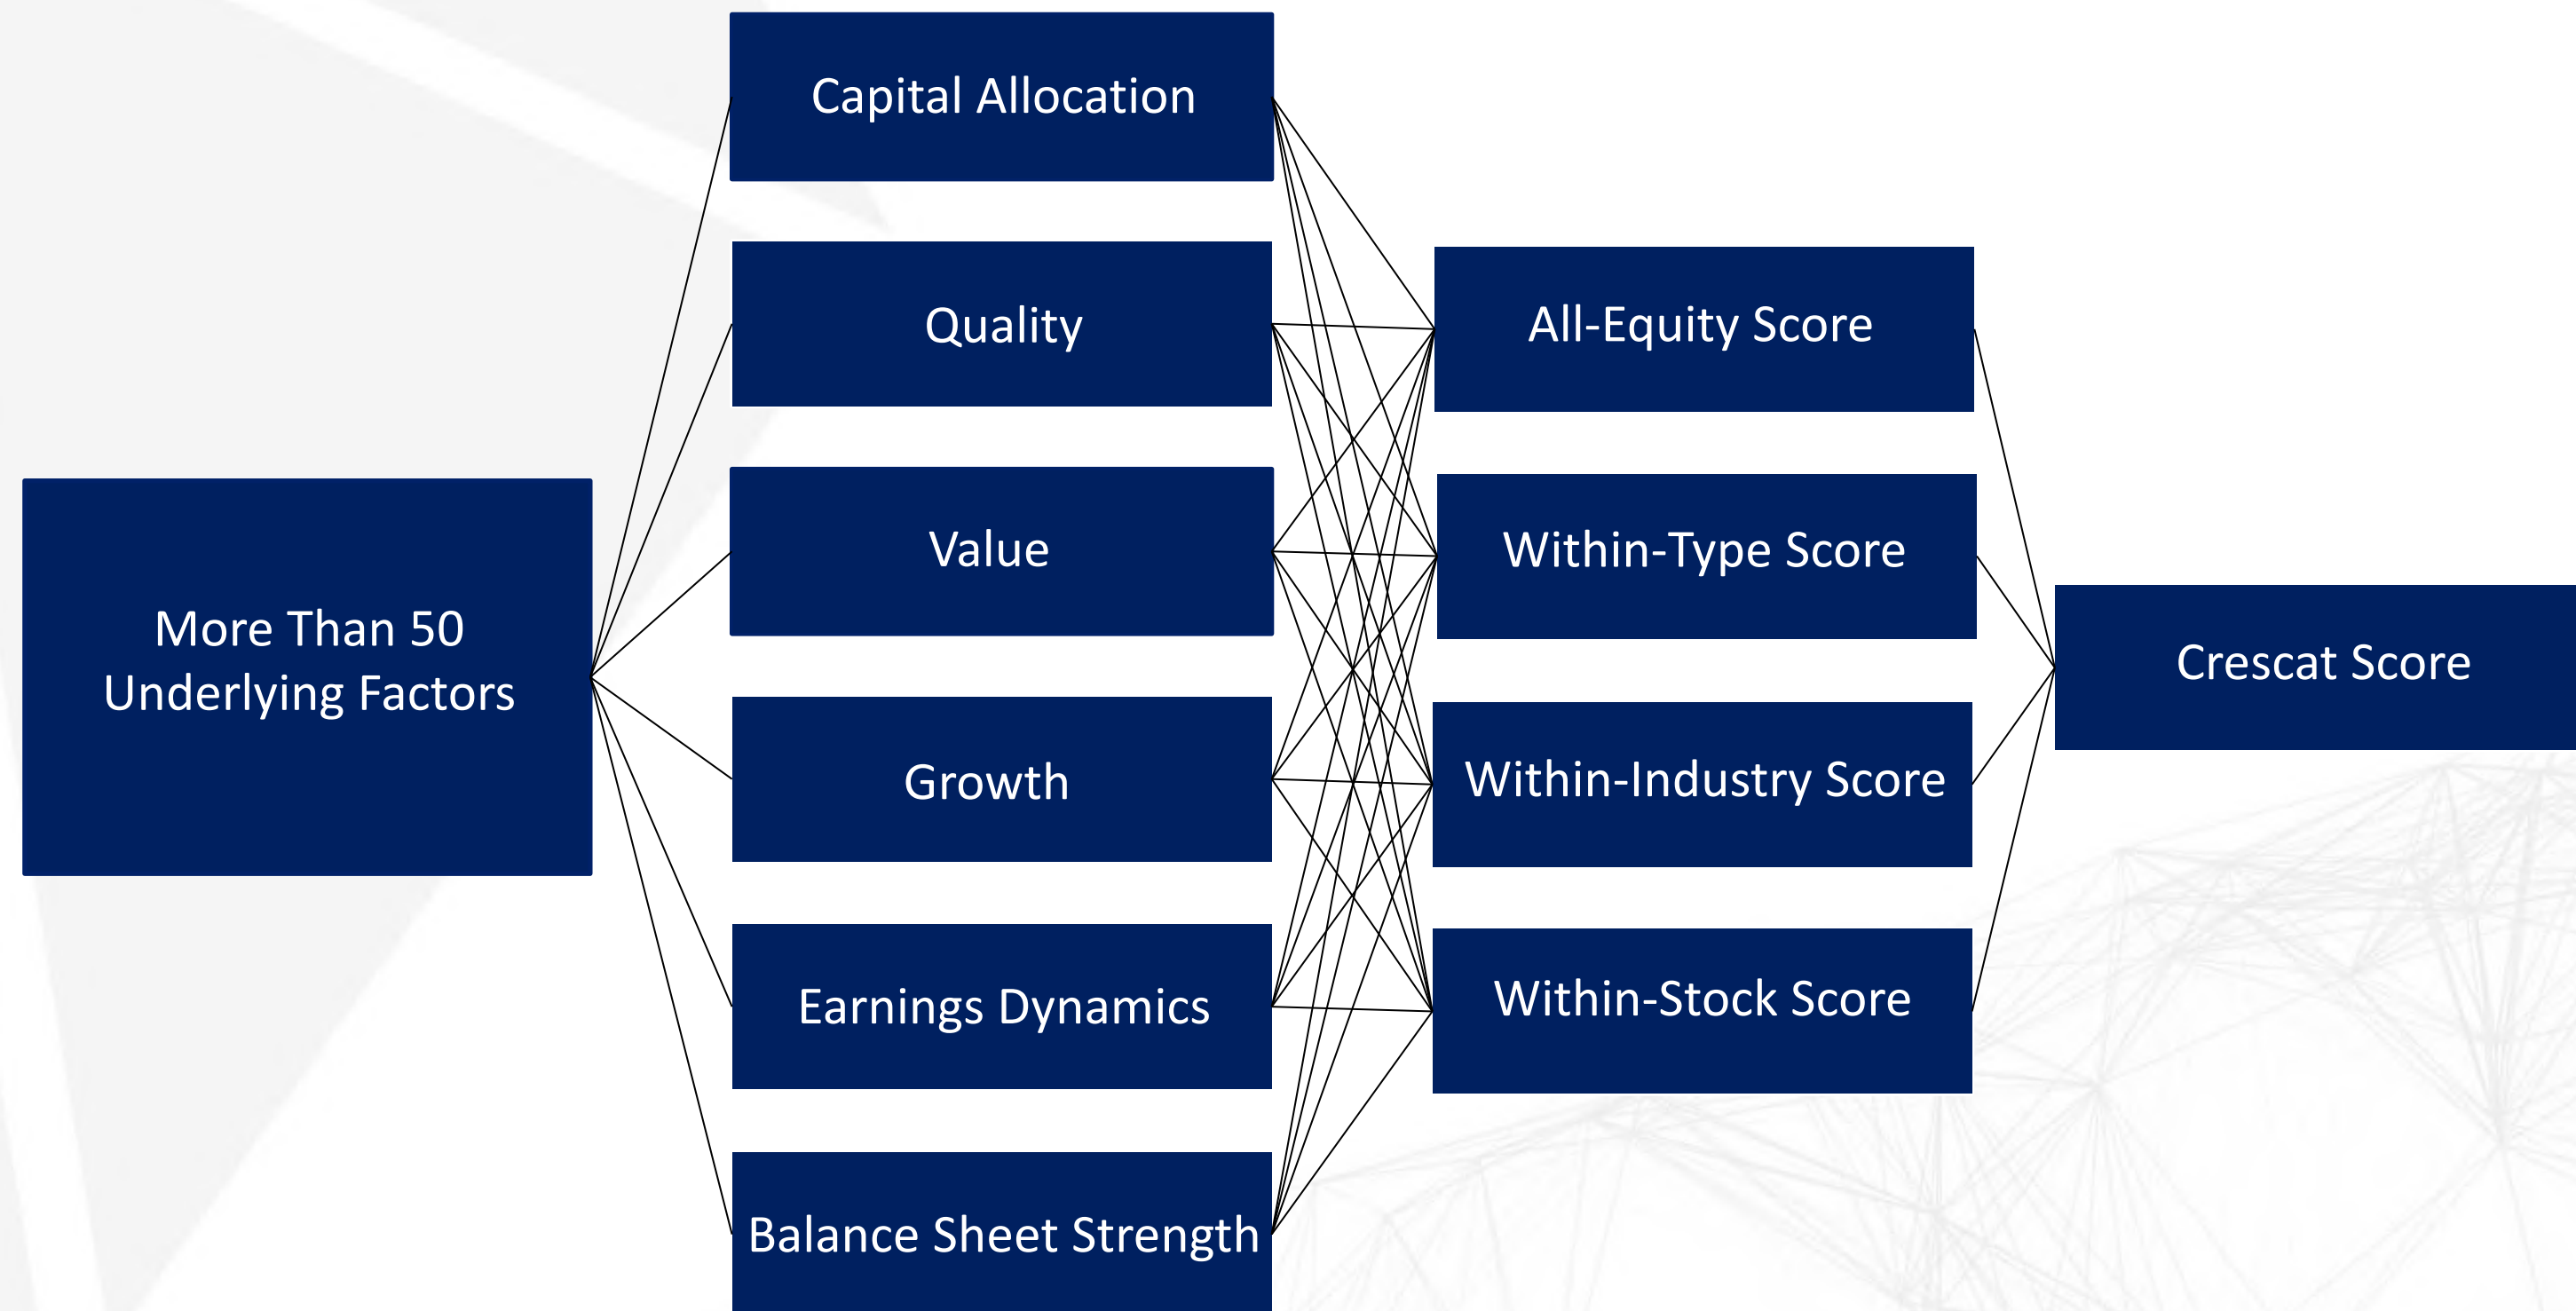 More Than 50
Underlying Factors
Capital Allocation
Quality
Value
Growth
Earnings Dynamics
Balance Sheet Strength
All-Equity Score
Within-Type Score
Within-Industry Score
Within-Stock Score
Crescat Score